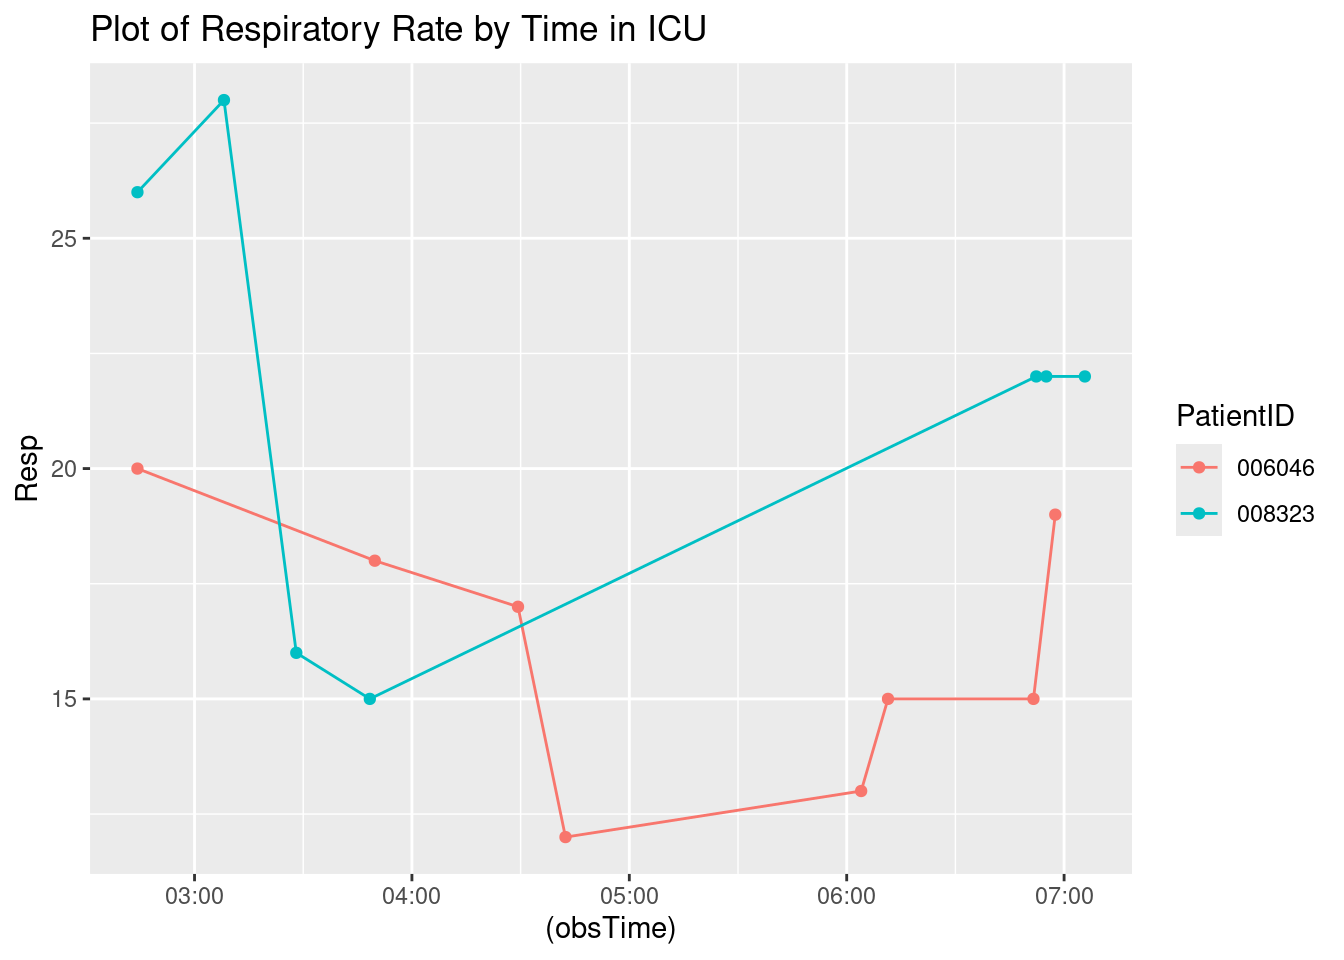 Plot of Respiratory Rate by Time in ICU
Resp
25
20
15
03:00 04:00 05:00 06:00 07:00
(obsTime)
PatientID
006046
008323